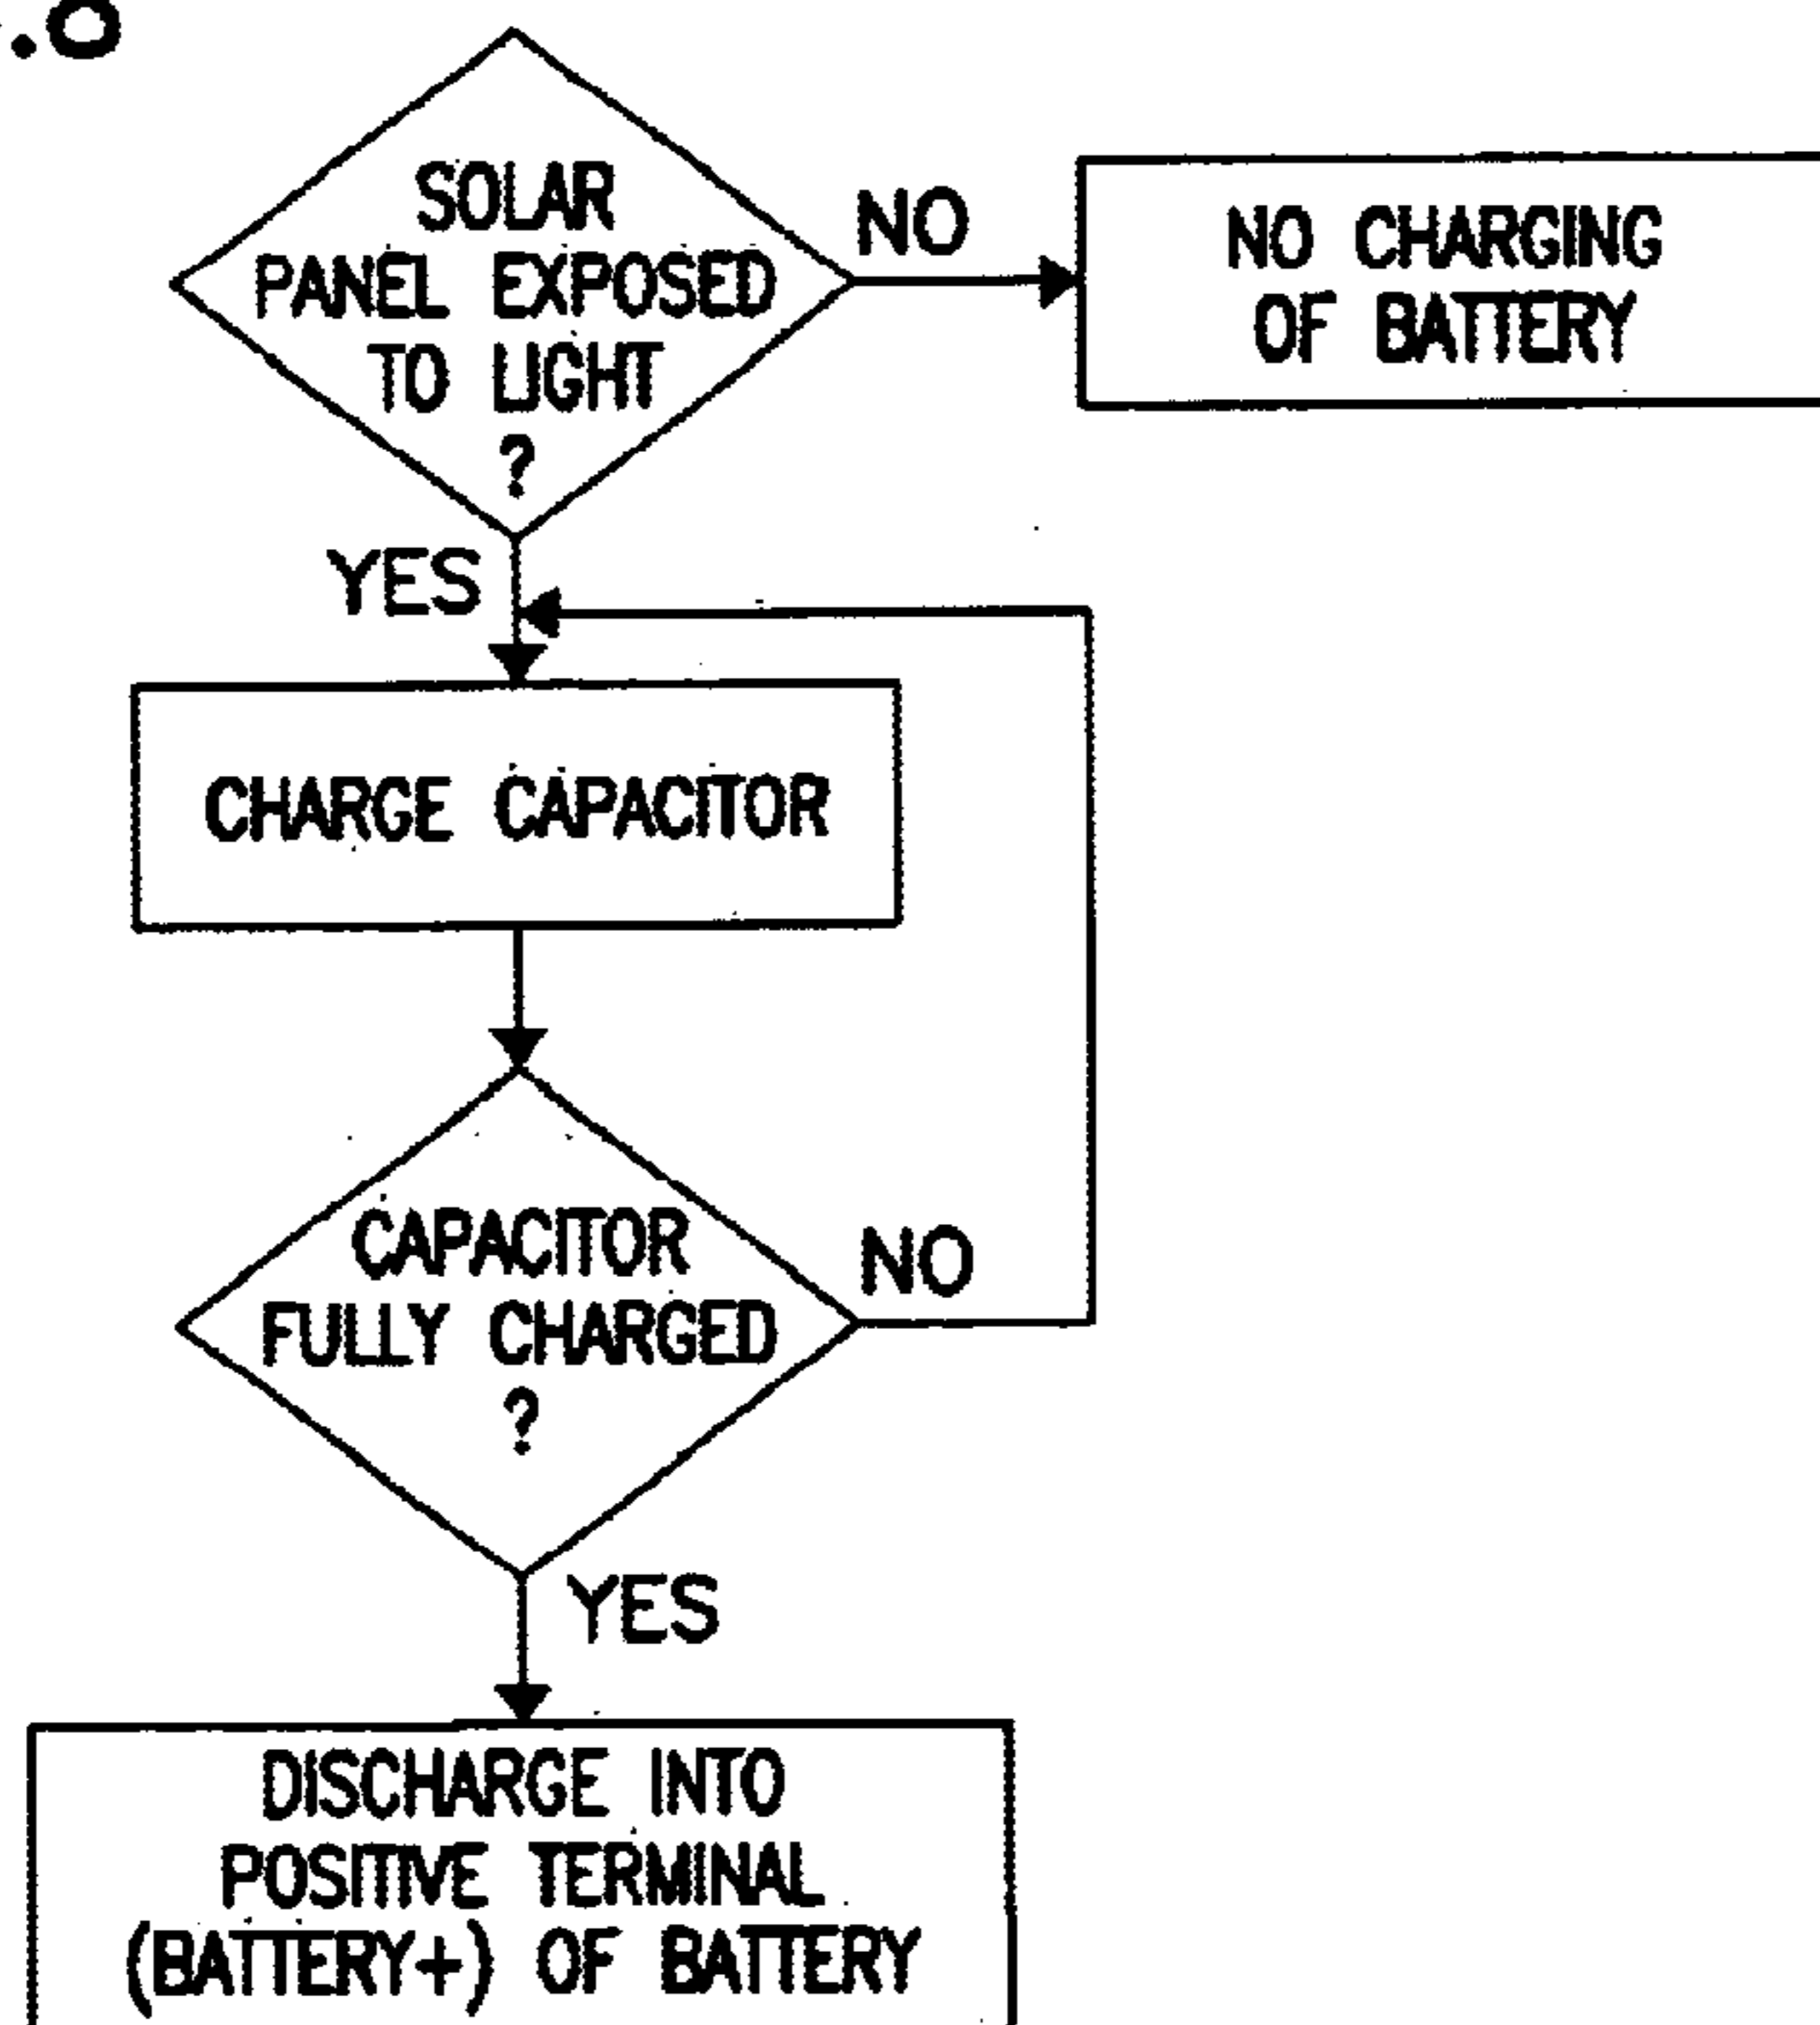 .8
SOLAR
PANEL EXPOSED
TO LIGHT
?
NO
NO CHARGING
OF BATTERY
YES
CHARGE CAPACITOR
CAPACITOR
FULLY CHARGED
?
NO
YES
DISCHARGE INTO
POSITIVE TERMINAL
(BATTERY+) OF BATTERY